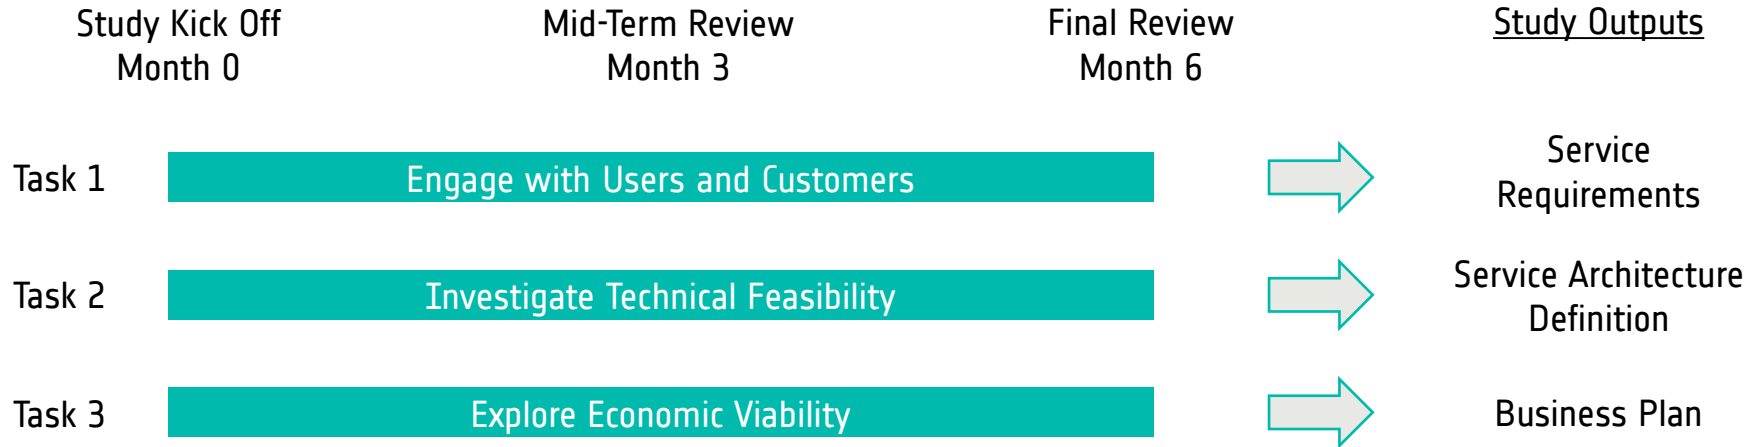 Study Kick Off
Month 0
Mid-Term Review
Month 3
Final Review
Month 6
Study Outputs
Task 1
Engage with Users and Customers
Service
Requirements
Task 2
Investigate Technical Feasibility
Service Architecture
Definition
Task 3
Explore Economic Viability
Business Plan